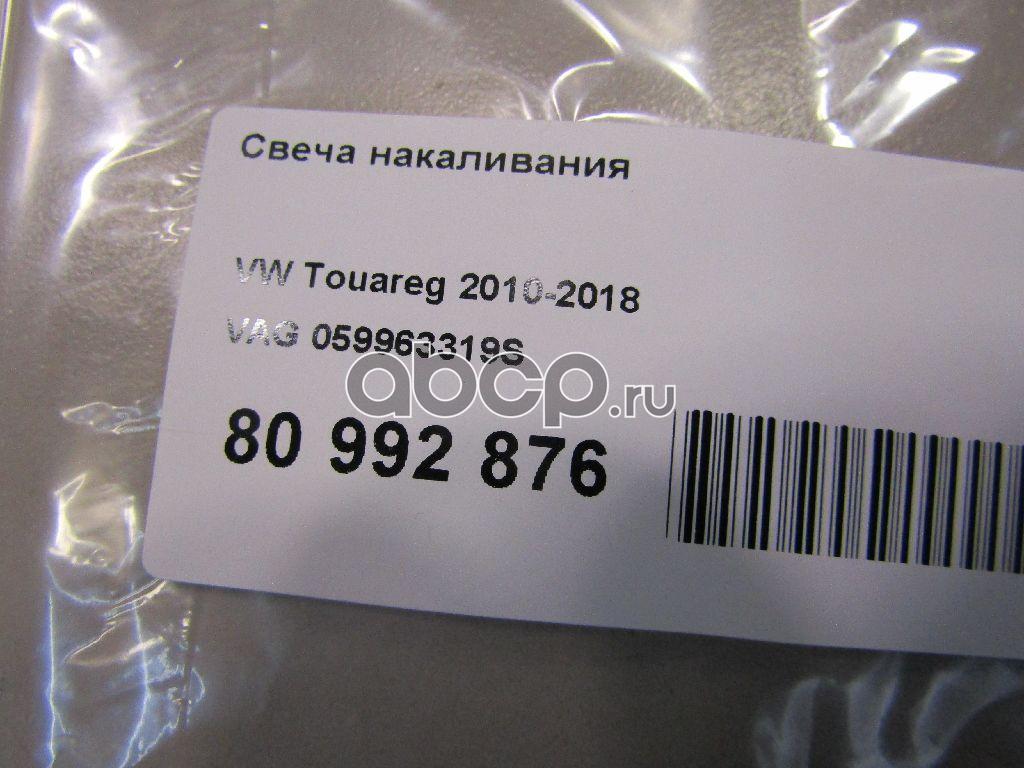 Свеча накаливания
VW Touareg 2010-2018
VAG 059963319S
abcp.ru
80 992 876